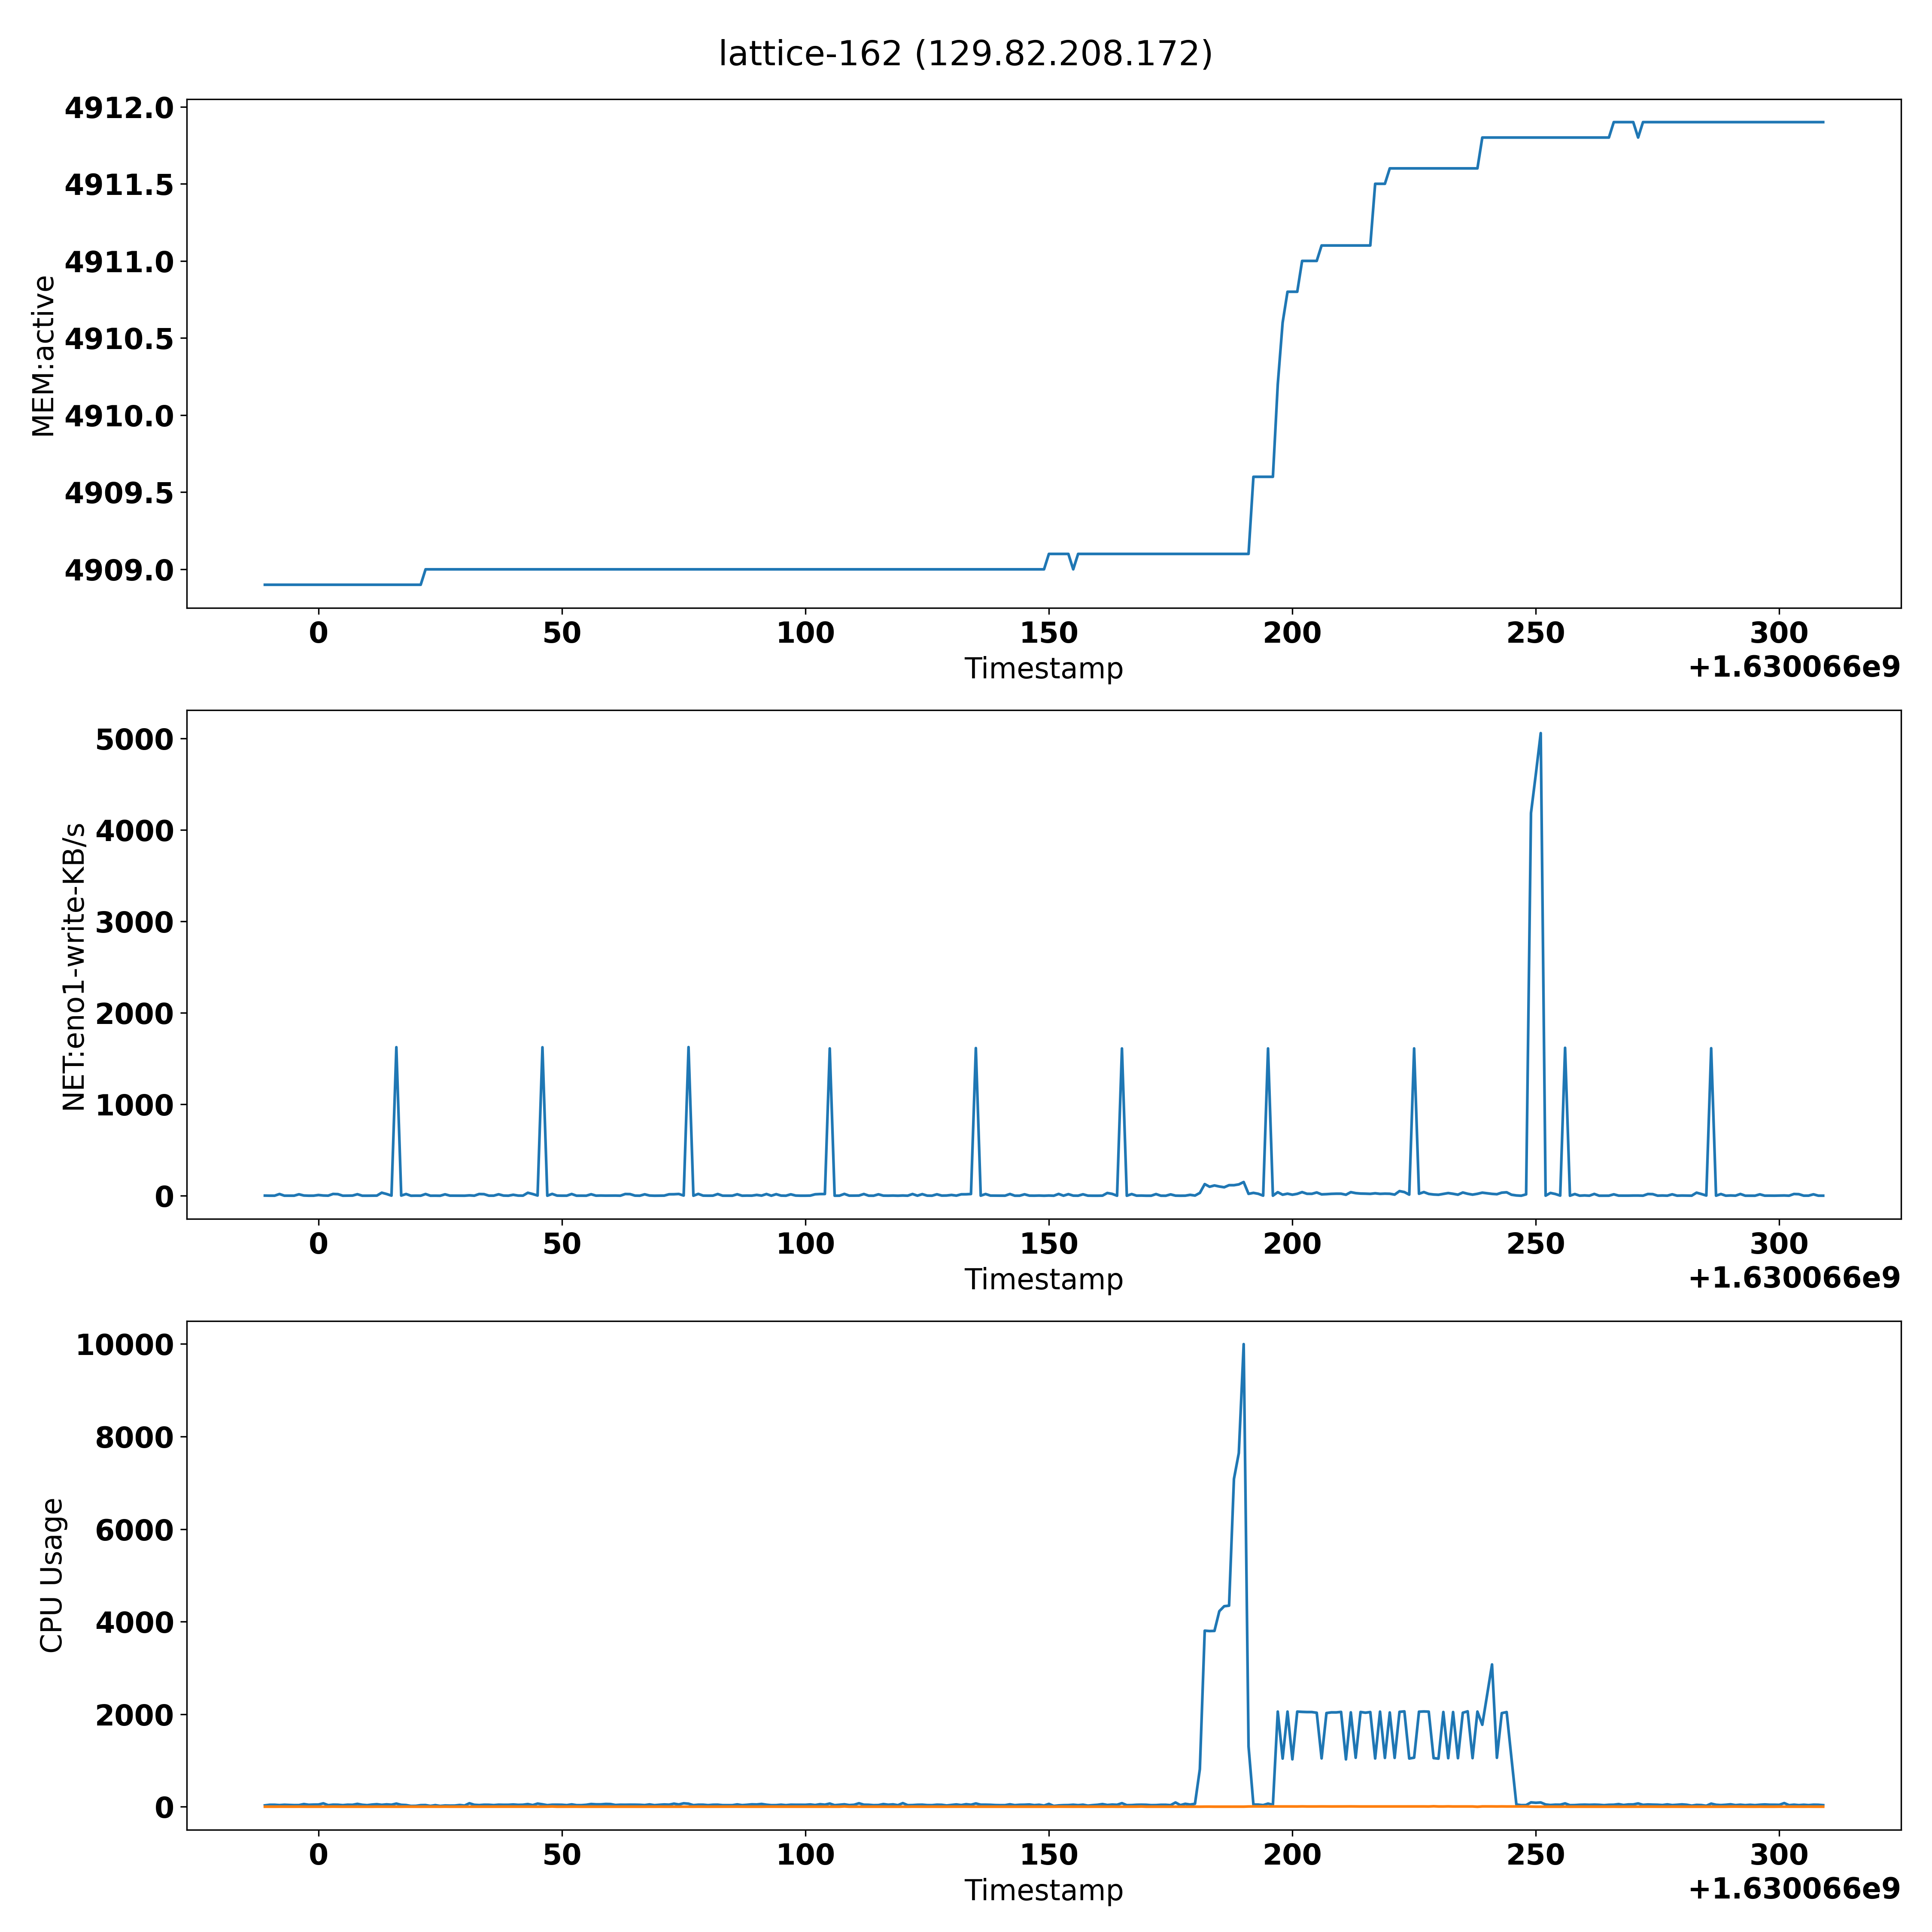 lattice-162 (129.82.208.172)
4912.0
4911.5
4911.0
4910.5
4910.0
4909.5
4909.0
MEM:active
0 50 100 150 200 250 300
Timestamp
+1.630066e9
5000
4000
3000
2000
1000
0
NET:eno1-write-KB/s
0 50 100 150 200 250 300
Timestamp
+1.630066e9
10000
8000
6000
4000
2000
0
CPU Usage
0 50 100 150 200 250 300
Timestamp
+1.630066e9